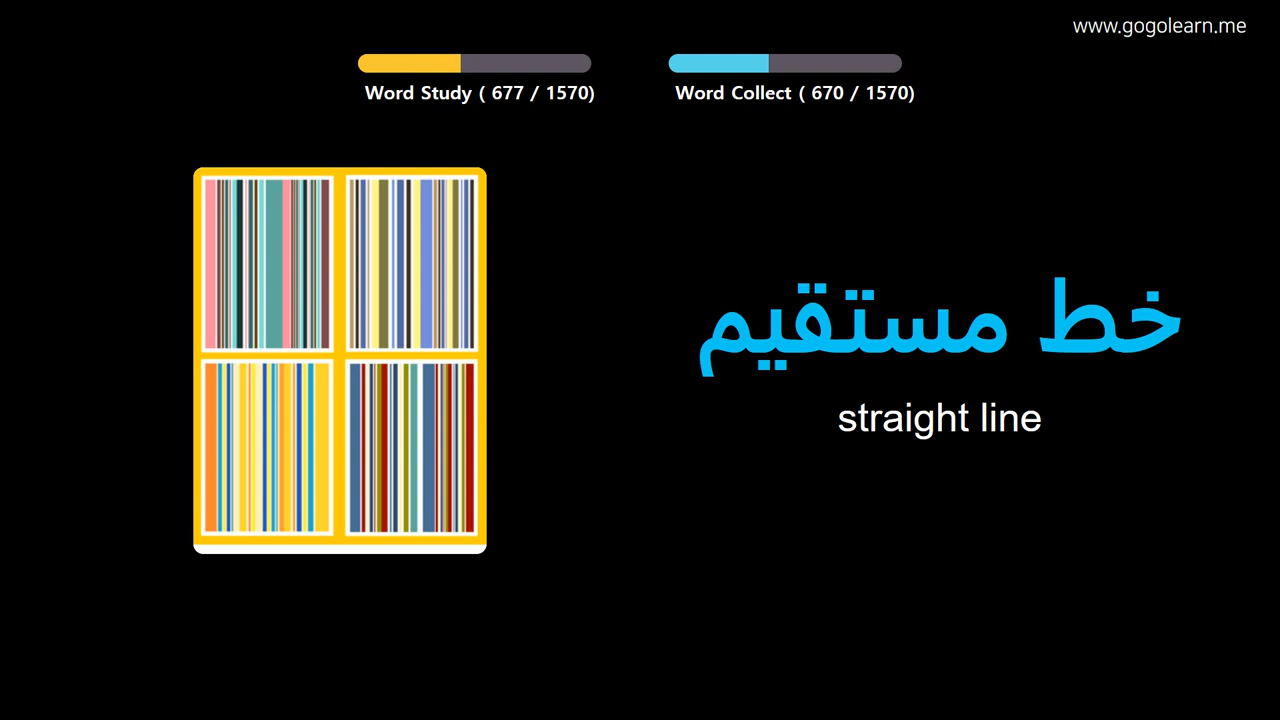 www.gogolearn.me
Word Study ( 677 / 1570)
Word Collect ( 670 / 1570)
خط مستقيم
straight line